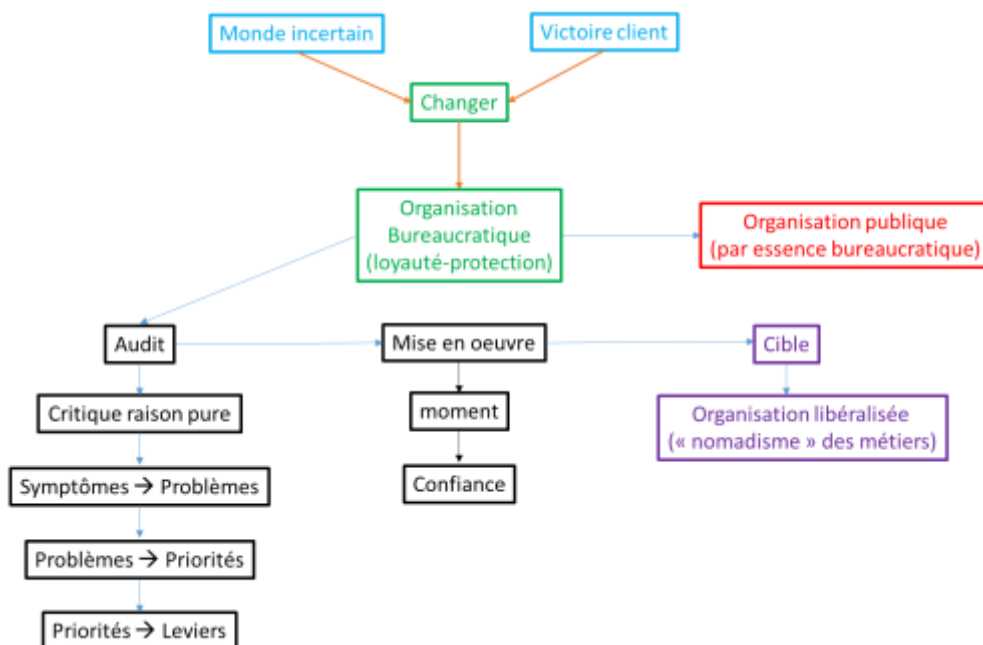 Monde incertain
Victoire client
Changer
Organisation
Bureaucratique
(loyauté-protection)
Organisation publique
(par essence bureaucratique)
Audit
Mise en oeuvre
Cible
Critique raison pure
moment
Organisation libéralisée
(« nomadisme » des métiers)
Symptômes → Problèmes
Confiance
Problèmes → Priorités
Priorités → Leviers